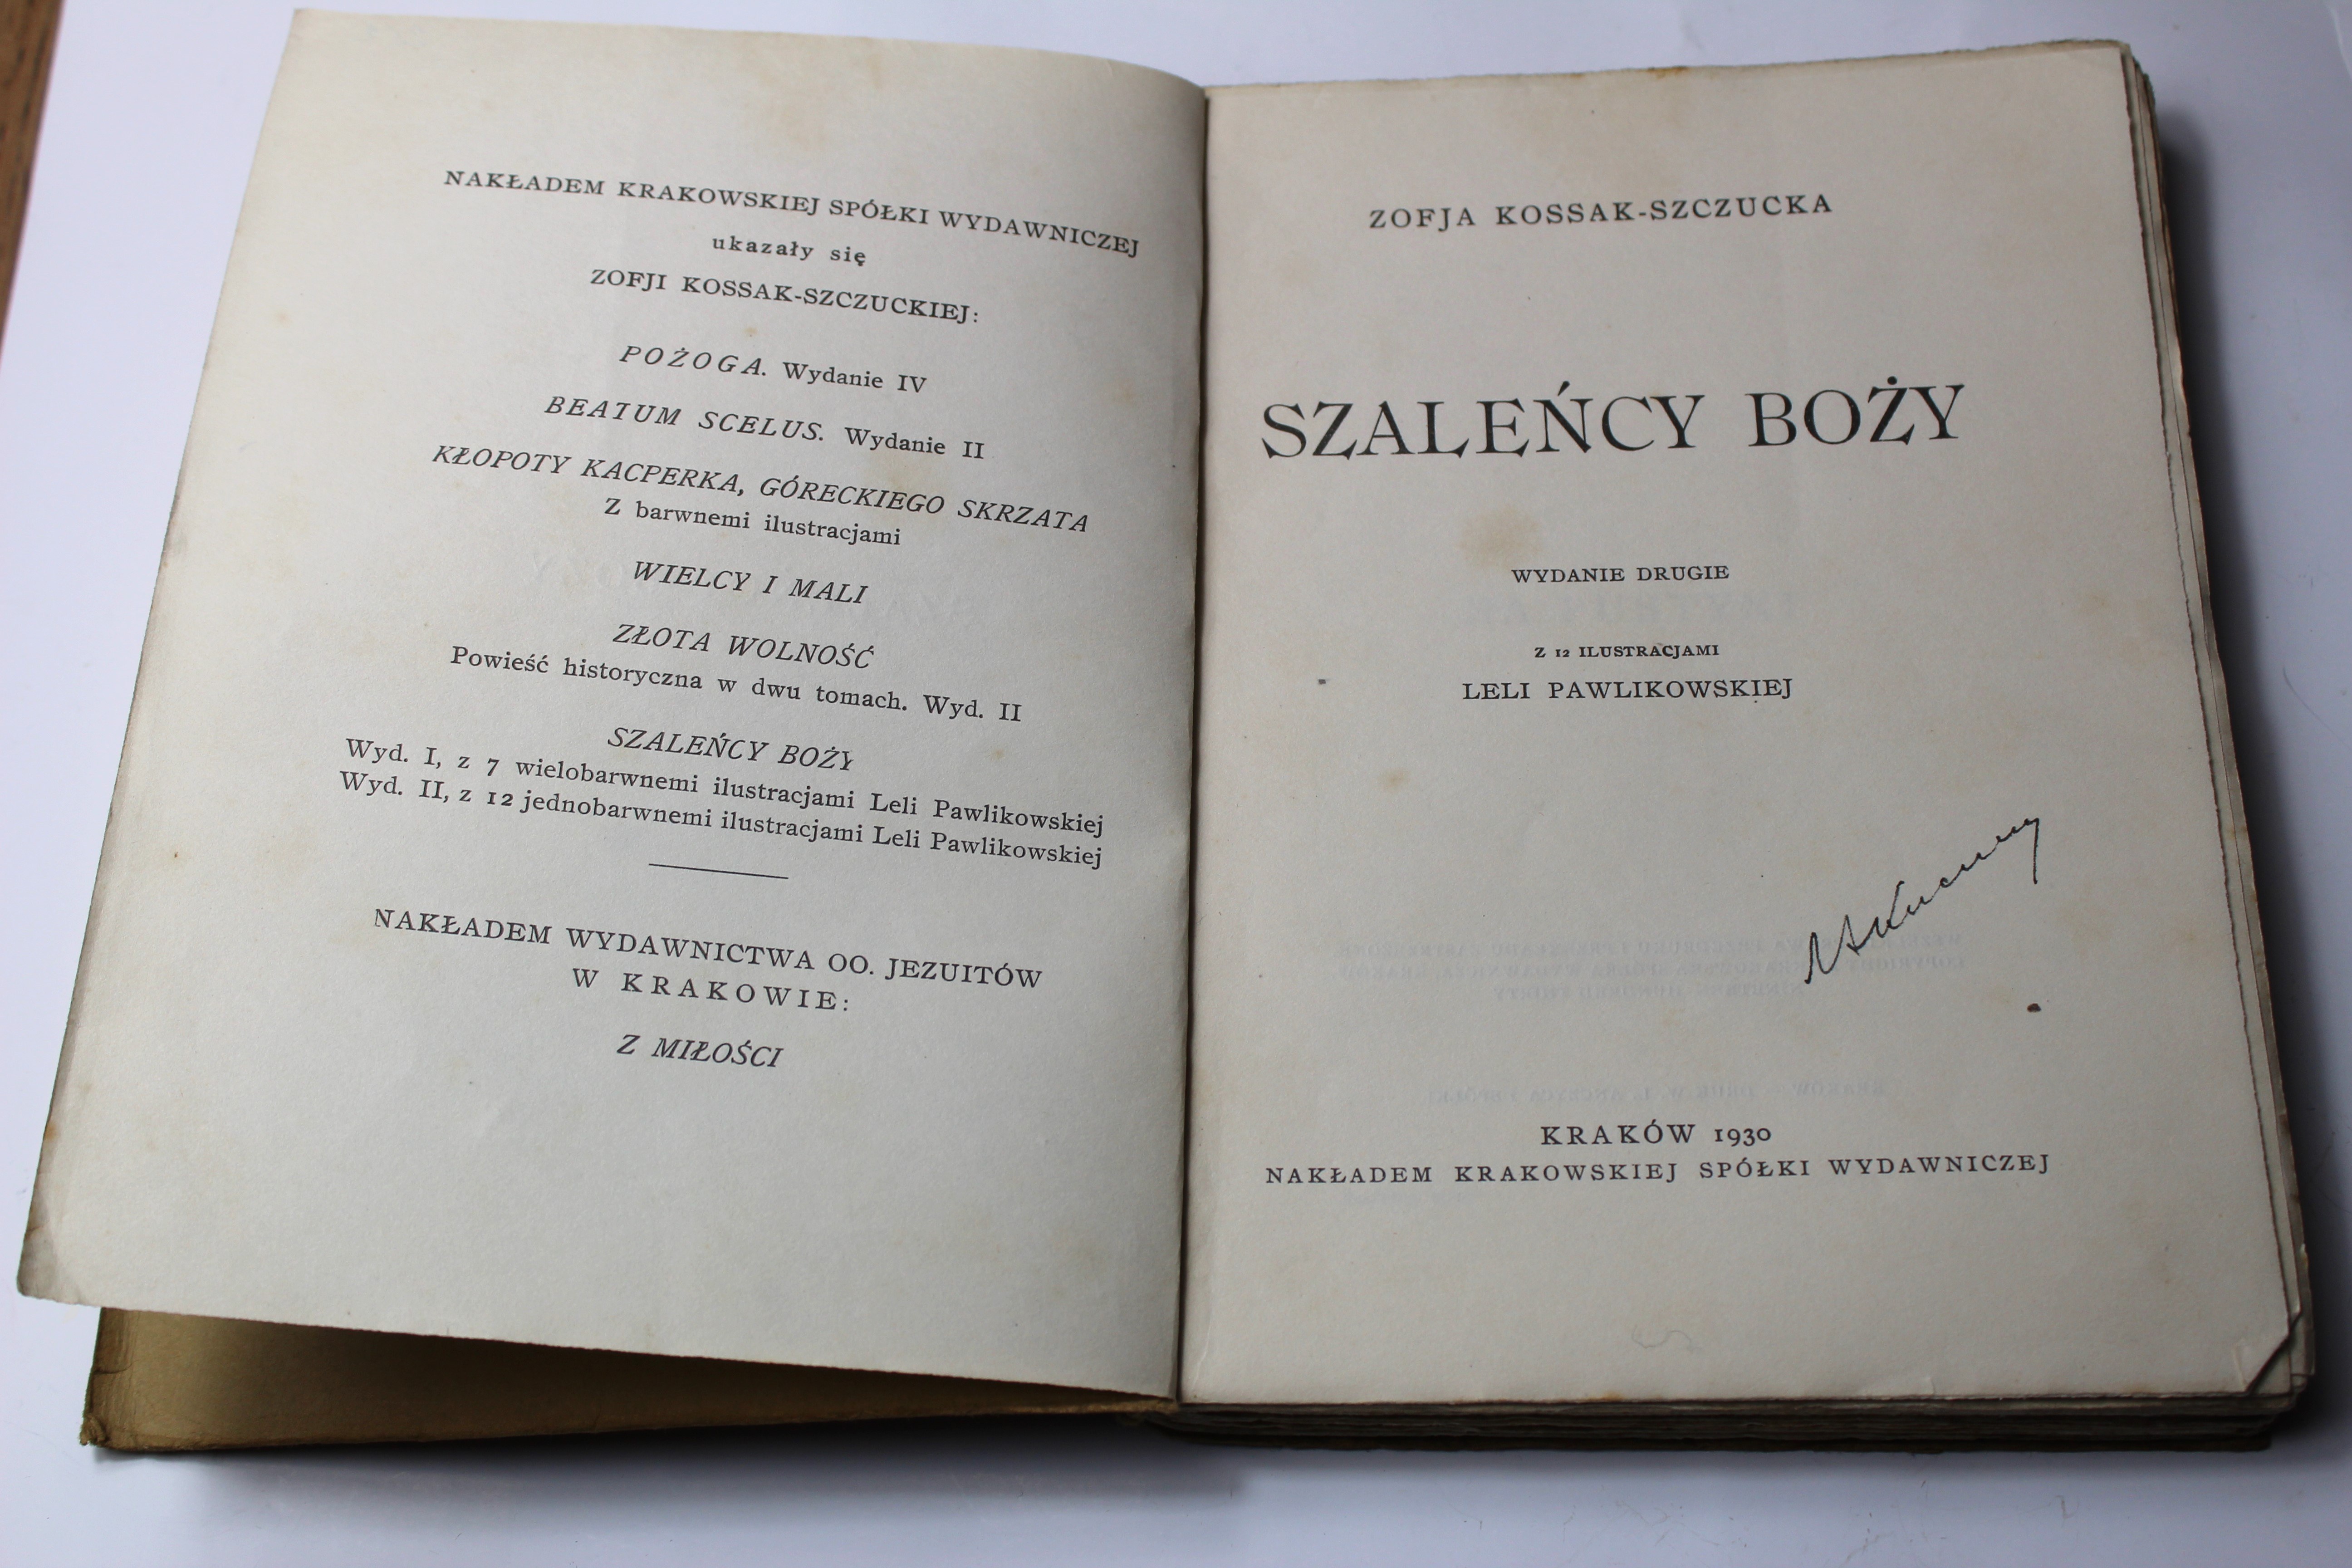 NAKŁADEM KRAKOWSKIEJ SPÓŁKI WYDAWNICZEJ
ukazały się
ZOFJI KOSSAK-SZCZUCKIEJ:
POŻOGA. Wydanie IV
BEATUM SCELUS. Wydanie II
KŁOPOTY KACPERKA, GÓRECKIEGO SKRZATA
Z barwnemi ilustracjami
WIELCY I MALI
ZŁOTA WOLNOŚĆ
Powieść historyczna w dwu tomach. Wyd. II
SZALEŃCY BOŻY
Wyd. I, z 7 wielobarwnemi ilustracjami Leli Pawlikowskiej
Wyd. II, z 12 jednobarwnemi ilustracjami Leli Pawlikowskiej
NAKŁADEM WYDAWNICTWA OO. JEZUITÓW
W KRAKOWIE:
Z MIŁOŚCI
ZOFJA KOSSAK-SZCZUCKA
SZALEŃCY BOŻY
WYDANIE DRUGIE
Z 12 ILUSTRACJAMI
LELI PAWLIKOWSKIEJ
KRAKÓW 1930
NAKŁADEM KRAKOWSKIEJ SPÓŁKI WYDAWNICZEJ